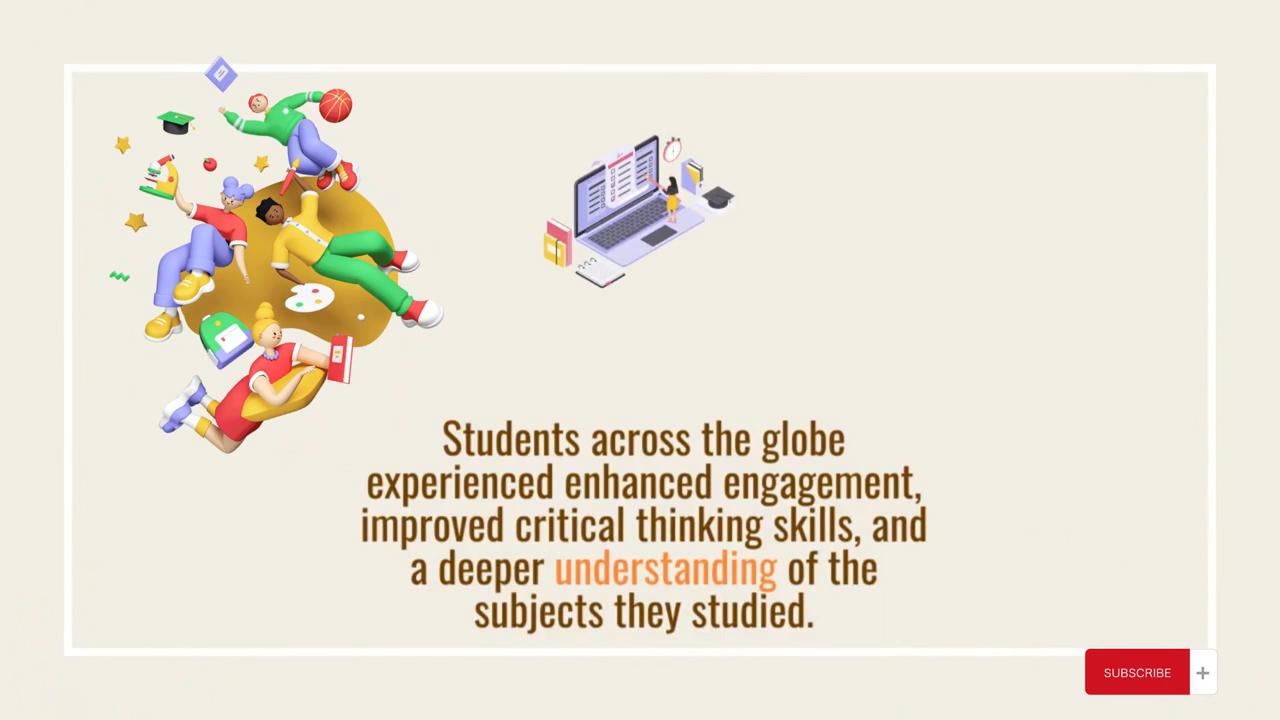 Students across the globe
experienced enhanced engagement,
improved critical thinking skills, and
a deeper understanding of the
subjects they studied.
SUBSCRIBE +